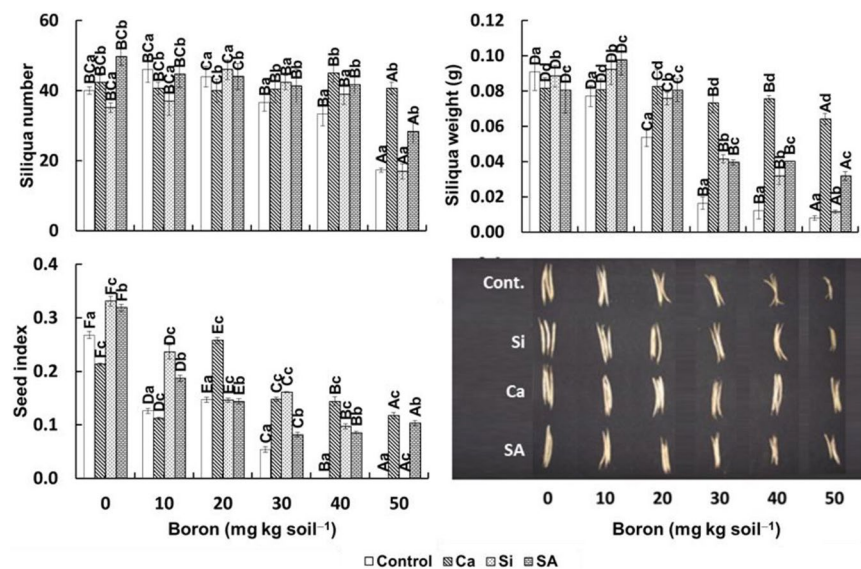 Siliqua number
60
40
20
0
BCa BCb BCa BCb
BCa BCb BCa BCb
Ca Cb Ca Cb
Ba Bb Ba Bb
Ba Bb Ba Bb
Aa Ab Aa Ab
Siliqua weight (g)
0.12
0.10
0.08
0.06
0.04
0.02
0.00
Da Dd Db Dc
Da Dd Db Dc
Ca Cd Cb Cc
Ba Bd Bb Bc
Ba Bd Bb Bc
Aa Ad Ab Ac
Seed index
0.4
0.3
0.2
0.1
0.0
Fa Fc Fc Fb
Da Dc Dc Db
Ea Ec Ec Eb
Ca Cc Cc Cb
Ba Bc Bc Bb
Aa Ac Ac Ab
0 10 20 30 40 50
Boron (mg kg soil⁻¹)
Cont.
Si
Ca
SA
0 10 20 30 40 50
Boron (mg kg soil⁻¹)
Control Ca Si SA